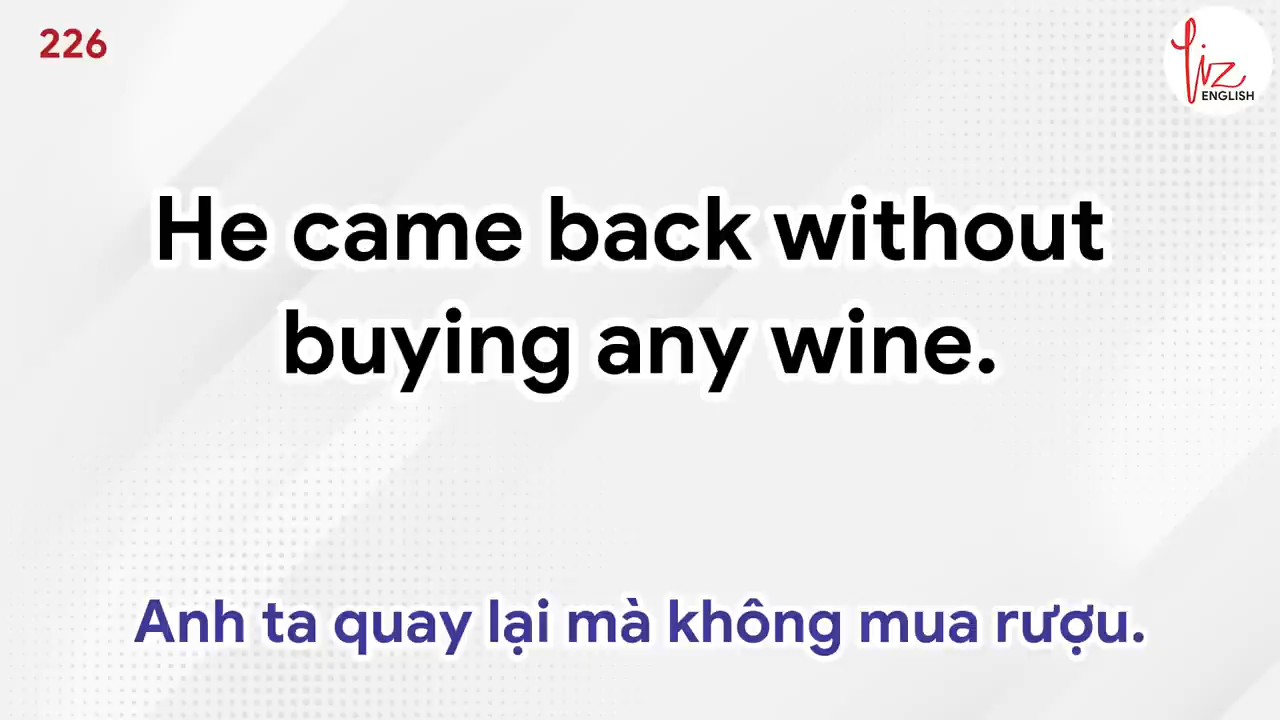 226
Liz
ENGLISH
He came back without
buying any wine.
Anh ta quay lại mà không mua rượu.